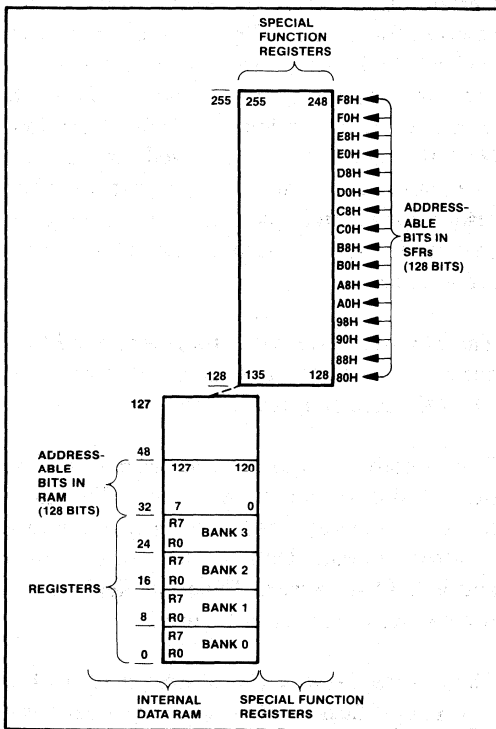 SPECIAL
FUNCTION
REGISTERS
255
255 248
F8H
F0H
E8H
E0H
D8H
D0H
C8H
C0H
B8H
B0H
A8H
A0H
98H
90H
88H
80H
ADDRESS-
ABLE
BITS IN
SFRs
(128 BITS)
128
135 128
127
48
127 120
ADDRESS-
ABLE
BITS IN
RAM
(128 BITS)
32
7 0
R7
R0
BANK 3
24
R7
R0
BANK 2
16
REGISTERS
R7
R0
BANK 1
8
R7
R0
BANK 0
0
INTERNAL
DATA RAM
SPECIAL FUNCTION
REGISTERS